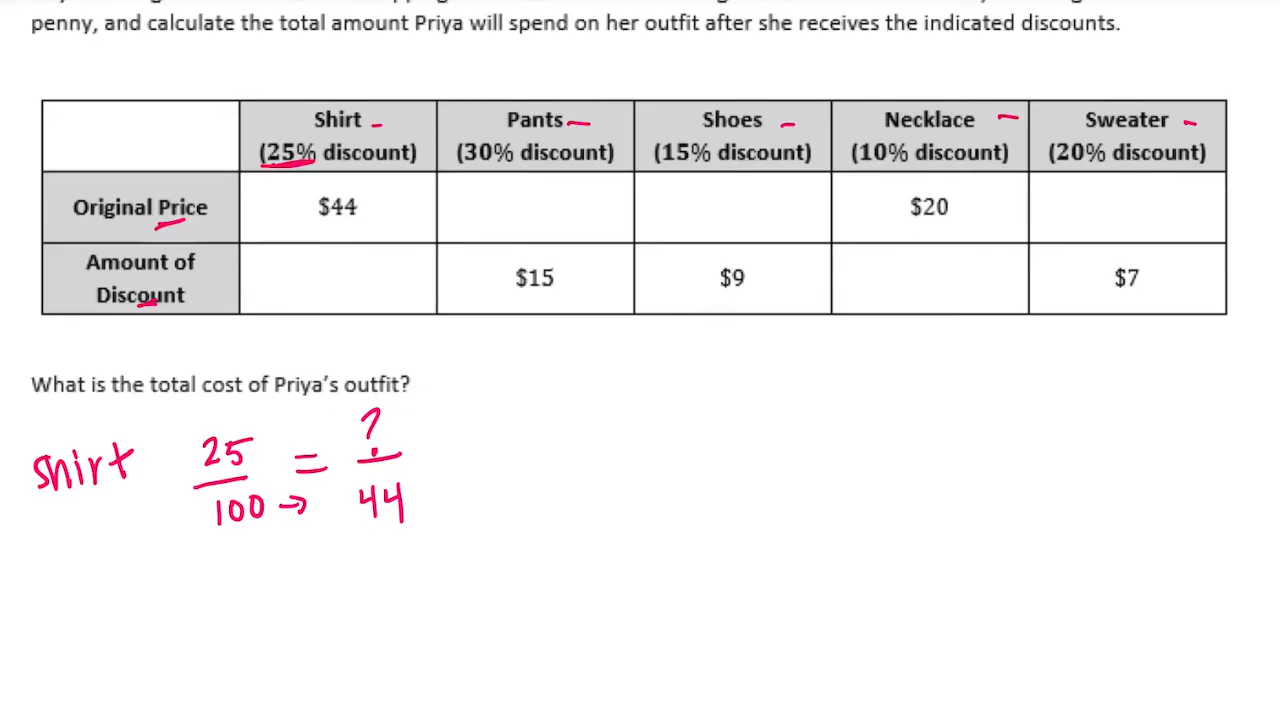 penny, and calculate the total amount Priya will spend on her outfit after she receives the indicated discounts.
Shirt Pants Shoes Necklace Sweater
(25% discount) (30% discount) (15% discount) (10% discount) (20% discount)
Original Price $44 $20
Amount of
Discount
$15 $9 $7
What is the total cost of Priya's outfit?
shirt 25/100 → = ?/44